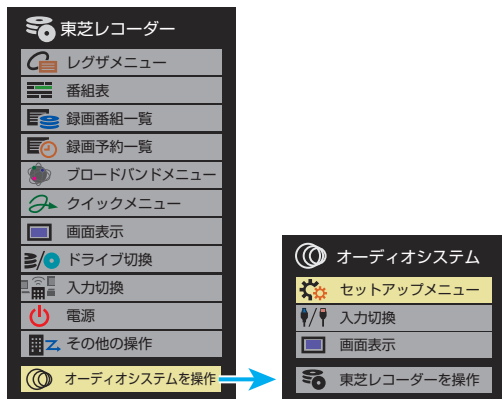 東芝レコーダー
レグザメニュー
番組表
録画番組一覧
録画予約一覧
ブロードバンドメニュー
クイックメニュー
画面表示
ドライブ切換
入力切換
電源
その他の操作
オーディオシステムを操作
オーディオシステム
セットアップメニュー
入力切換
画面表示
東芝レコーダーを操作